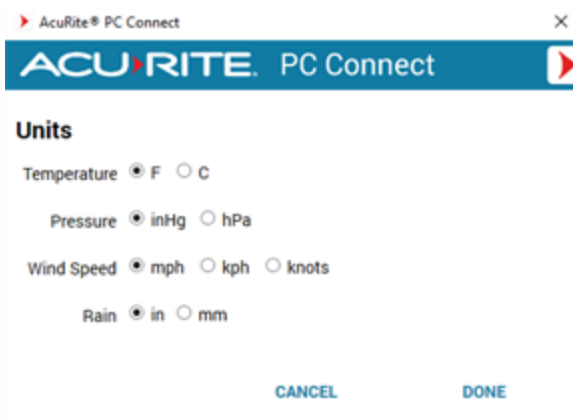 AcuRite® PC Connect
ACURITE. PC Connect
Units
Temperature F C
Pressure inHg hPa
Wind Speed mph kph knots
Rain in mm
CANCEL DONE